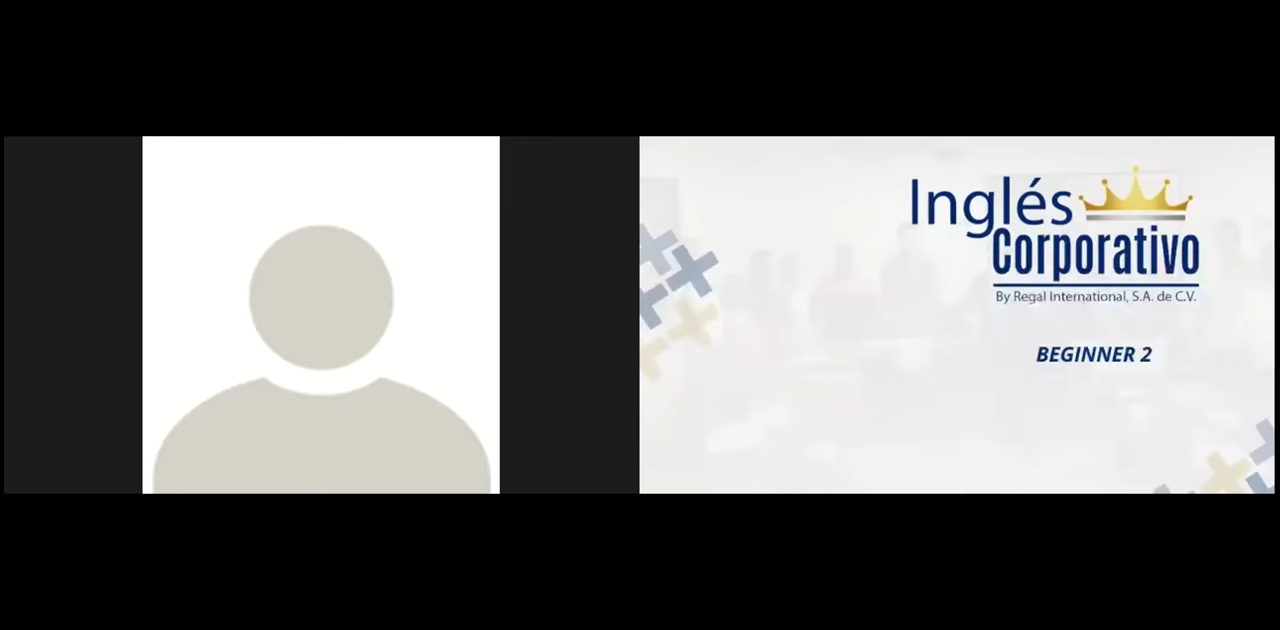 Inglés
Corporativo
By Regal International, S.A. de C.V.
BEGINNER 2